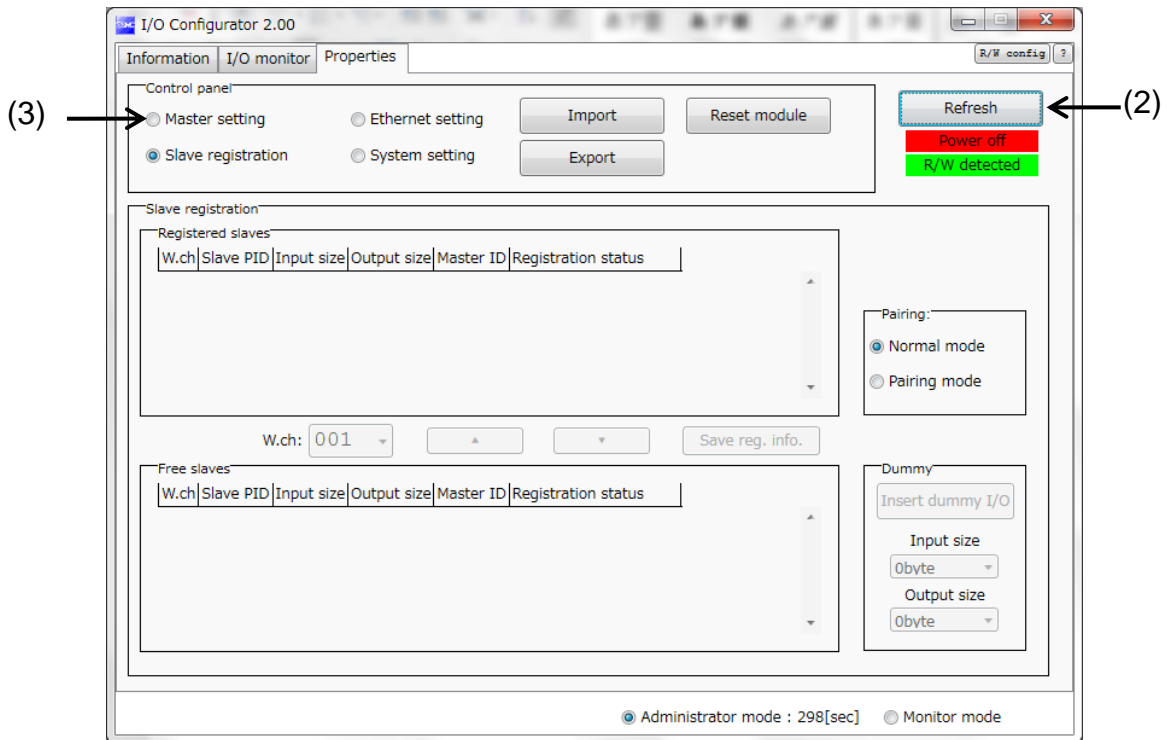 I/O Configurator 2.00
Information I/O monitor Properties R/W config ?
Control panel
(3) Master setting Ethernet setting Import Reset module Refresh (2)
Power off
Slave registration System setting Export R/W detected
Slave registration
Registered slaves
W.ch Slave PID Input size Output size Master ID Registration status
Pairing:
Normal mode
Pairing mode
W.ch: 001 Save reg. info.
Free slaves Dummy
W.ch Slave PID Input size Output size Master ID Registration status Insert dummy I/O
Input size
0byte
Output size
0byte
Administrator mode : 298[sec] Monitor mode